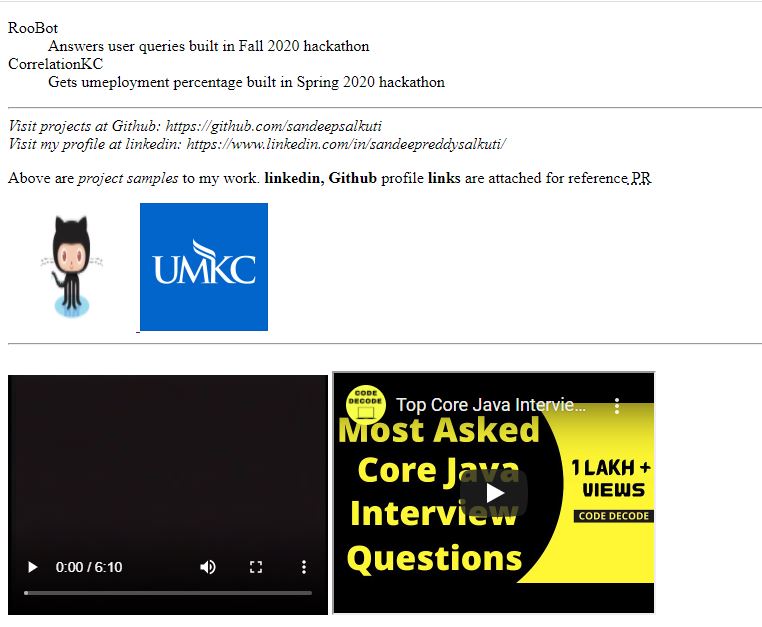 RooBot
Answers user queries built in Fall 2020 hackathon
CorrelationKC
Gets umeployment percentage built in Spring 2020 hackathon
Visit projects at Github: https://github.com/sandeepsalkuti
Visit my profile at linkedin: https://www.linkedin.com/in/sandeepreddysalkuti/
Above are project samples to my work. linkedin, Github profile links are attached for reference PR
UMKC
0:00 / 6:10
CODE
DECODE
Top Core Java Intervie...
Most Asked
Core Java
Interview
Questions
1 LAKH +
VIEWS
CODE DECODE